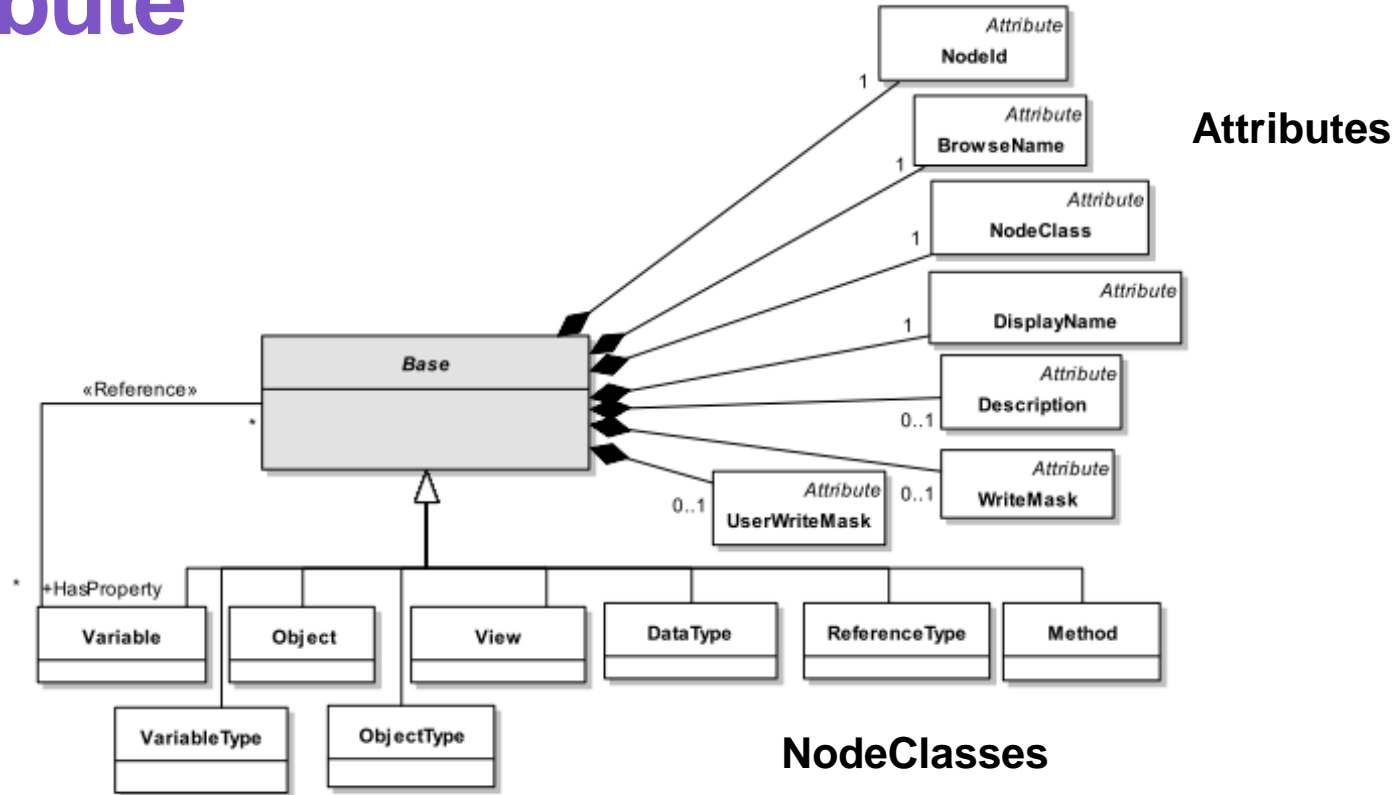 bute
Attribute
NodeId
1
Attribute
BrowseName
1
Attributes
Attribute
NodeClass
1
Attribute
DisplayName
1
Attribute
Description
0..1
Attribute
WriteMask
0..1
Attribute
UserWriteMask
0..1
Base
«Reference»
*
*
+HasProperty
Variable
Object
View
DataType
ReferenceType
Method
VariableType
ObjectType
NodeClasses